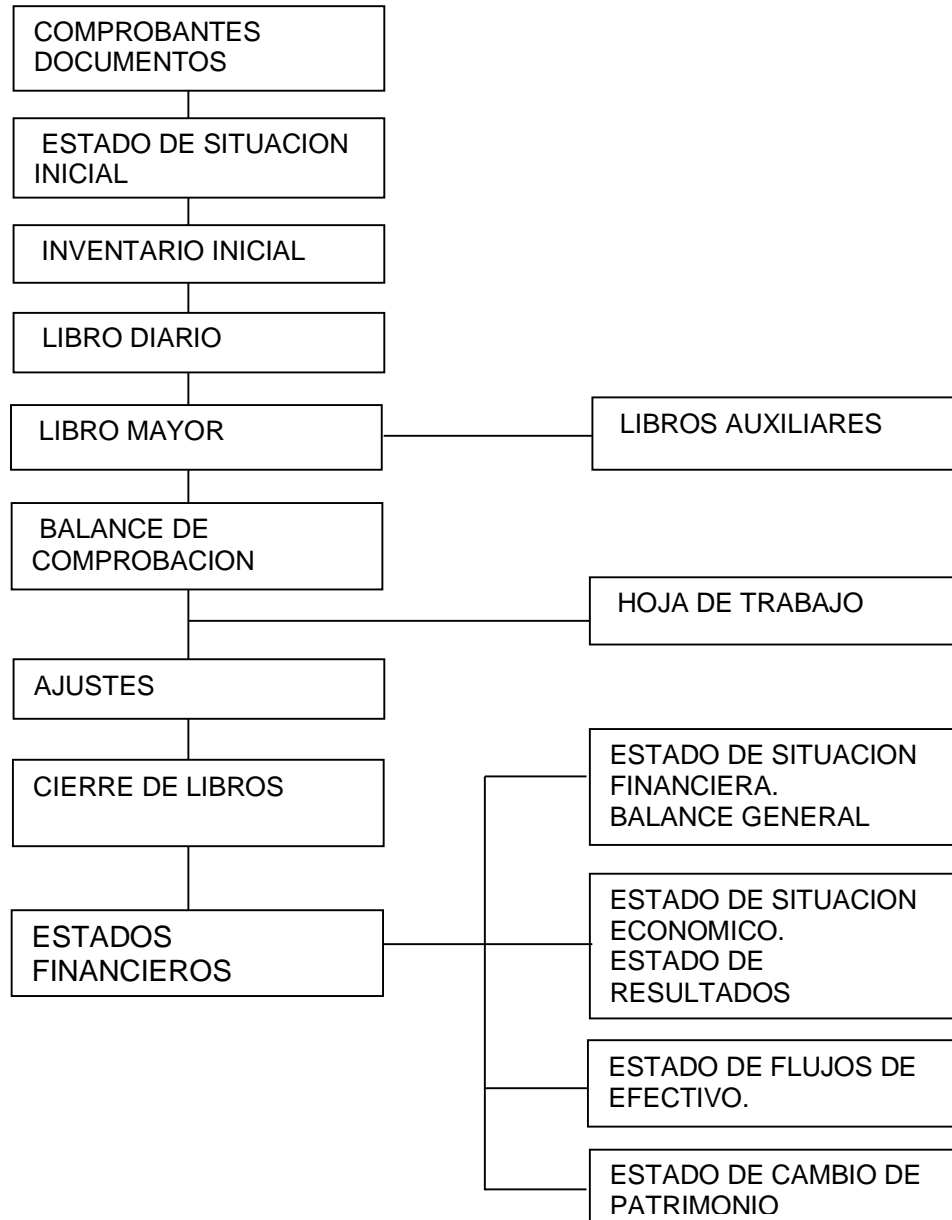 COMPROBANTES
DOCUMENTOS
ESTADO DE SITUACION
INICIAL
INVENTARIO INICIAL
LIBRO DIARIO
LIBRO MAYOR
LIBROS AUXILIARES
BALANCE DE
COMPROBACION
HOJA DE TRABAJO
AJUSTES
CIERRE DE LIBROS
ESTADOS
FINANCIEROS
ESTADO DE SITUACION
FINANCIERA.
BALANCE GENERAL
ESTADO DE SITUACION
ECONOMICO.
ESTADO DE
RESULTADOS
ESTADO DE FLUJOS DE
EFECTIVO.
ESTADO DE CAMBIO DE
PATRIMONIO